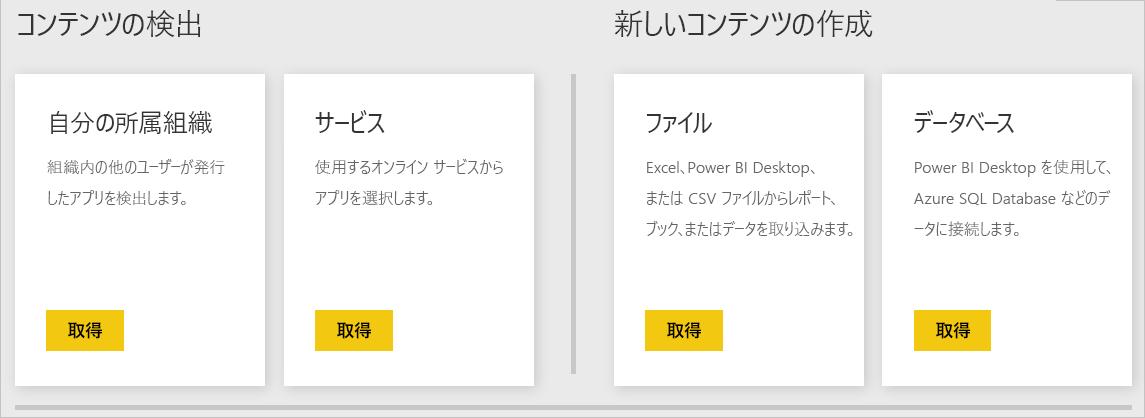 コンテンツの検出
自分の所属組織
組織内の他のユーザーが発行
したアプリを検出します。
取得
サービス
使用するオンライン サービスから
アプリを選択します。
取得
新しいコンテンツの作成
ファイル
Excel、Power BI Desktop、
または CSV ファイルからレポート、
ブック、またはデータを取り込みます。
取得
データベース
Power BI Desktop を使用して、
Azure SQL Database などのデ
ータに接続します。
取得